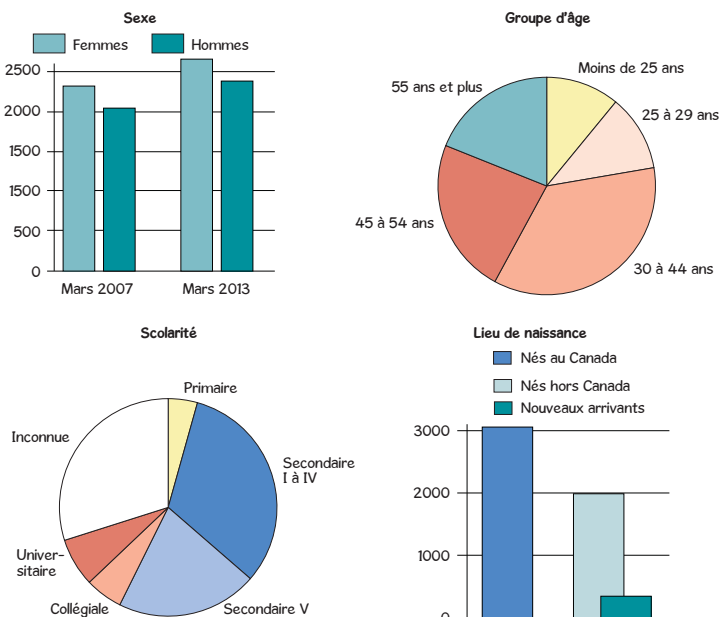 Sexe
Femmes
Hommes
2500
2000
1500
1500
500
0
Mars 2007
Mars 2013
Groupe d'âge
Moins de 25 ans
25 à 29 ans
30 à 44 ans
45 à 54 ans
55 ans et plus
Scolarité
Primaire
Secondaire
I à IV
Secondaire V
Collégiale
Univer-
sitaire
Inconnue
Lieu de naissance
Nés au Canada
Nés hors Canada
Nouveaux arrivants
3000
2000
1000
0